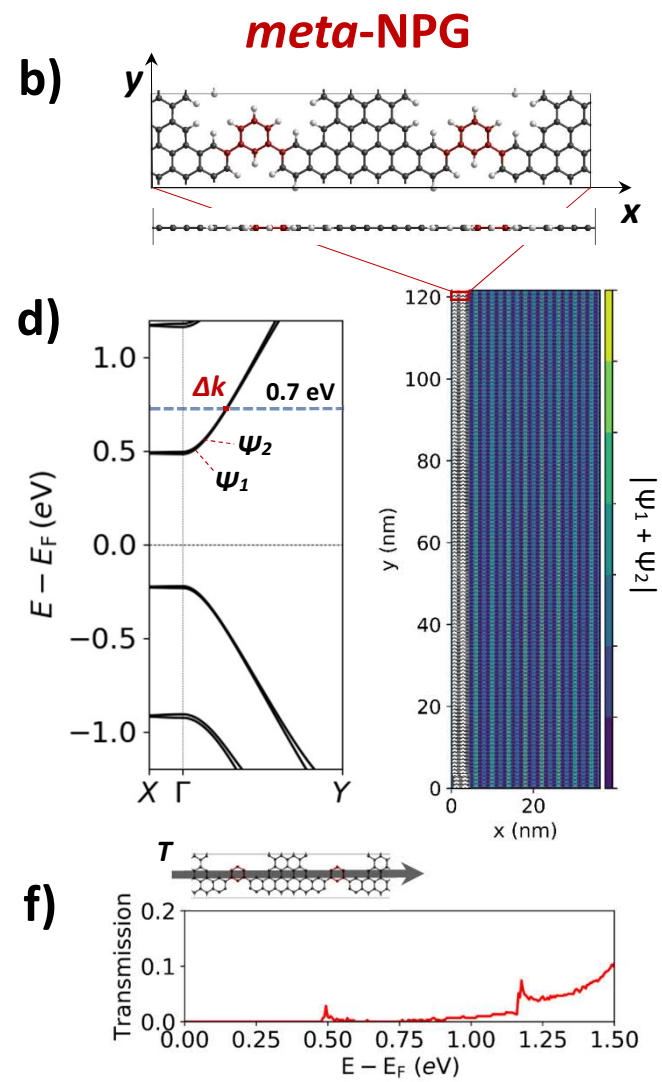 meta-NPG
b)
y
x
d)
1.0
0.5
0.0
−0.5
−1.0
E − EF (eV)
X Γ Y
Δk
0.7 eV
Ψ2
Ψ1
120
100
80
60
40
20
0
y (nm)
0 20
x (nm)
|Ψ1 + Ψ2|
f)
T
0.2
0.1
0.0
Transmission
0.00 0.25 0.50 0.75 1.00 1.25 1.50
E − EF (eV)